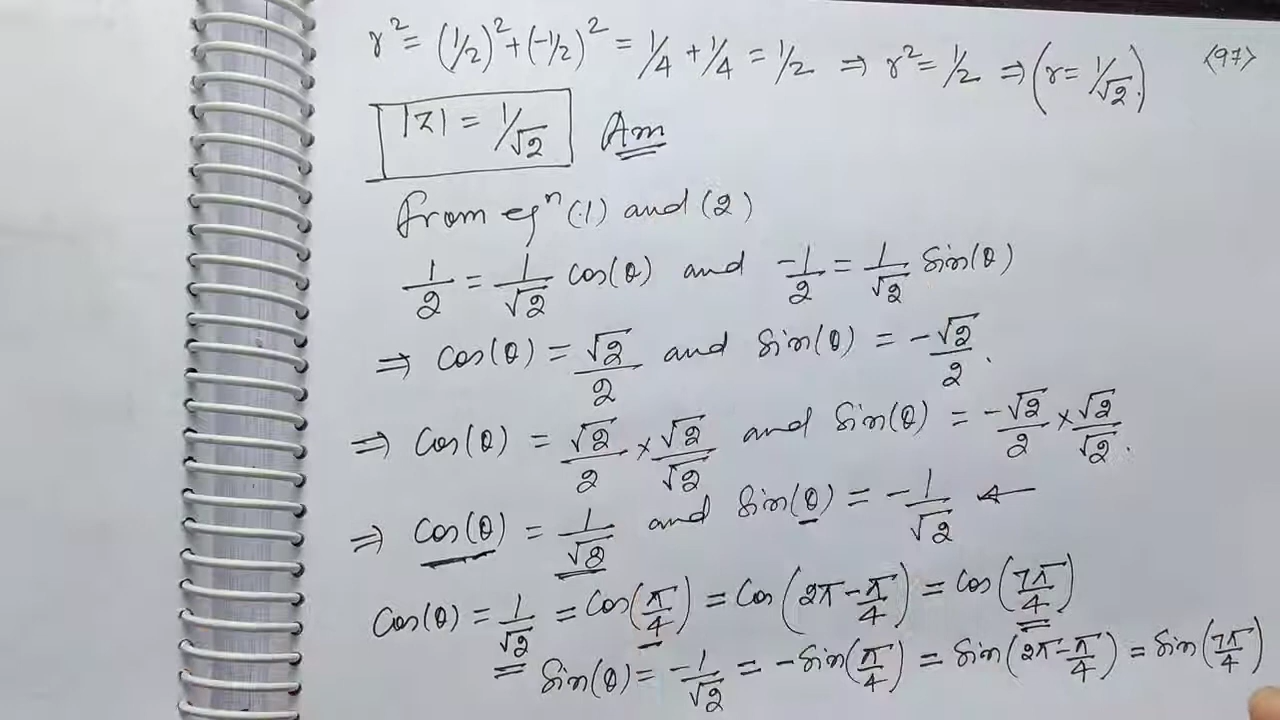 r² = (1/2)² + (-1/2)² = 1/4 + 1/4 = 1/2 ⇒ r² = 1/2 ⇒ (r = 1/√2.) <97>
|z| = 1/√2 Ans
from eqⁿ (1) and (2)
1/2 = 1/√2 cos(θ) and -1/2 = 1/√2 Sin(θ)
⇒ cos(θ) = √2/2 and Sin(θ) = -√2/2.
⇒ cos(θ) = √2/2 × √2/√2 and Sin(θ) = -√2/2 × √2/√2.
⇒ cos(θ) = 1/√2 and Sin(θ) = -1/√2 ←
cos(θ) = 1/√2 = cos(π/4) = cos(2π - π/4) = cos(7π/4)
Sin(θ) = -1/√2 = -Sin(π/4) = Sin(2π - π/4) = Sin(7π/4)